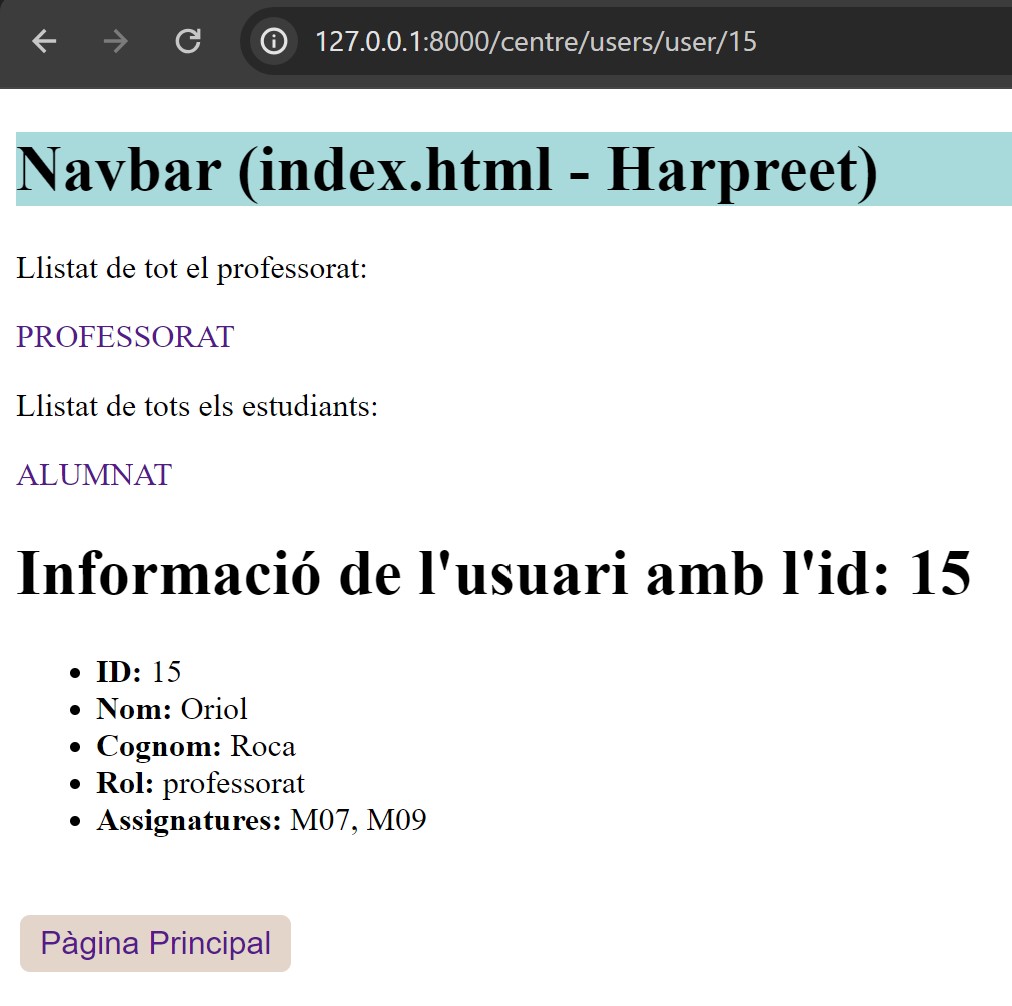 127.0.0.1:8000/centre/users/user/15
Navbar (index.html - Harpreet)
Llistat de tot el professorat:
PROFESSORAT
Llistat de tots els estudiants:
ALUMNAT
Informació de l'usuari amb l'id: 15
• ID: 15
• Nom: Oriol
• Cognom: Roca
• Rol: professorat
• Assignatures: M07, M09
Pàgina Principal